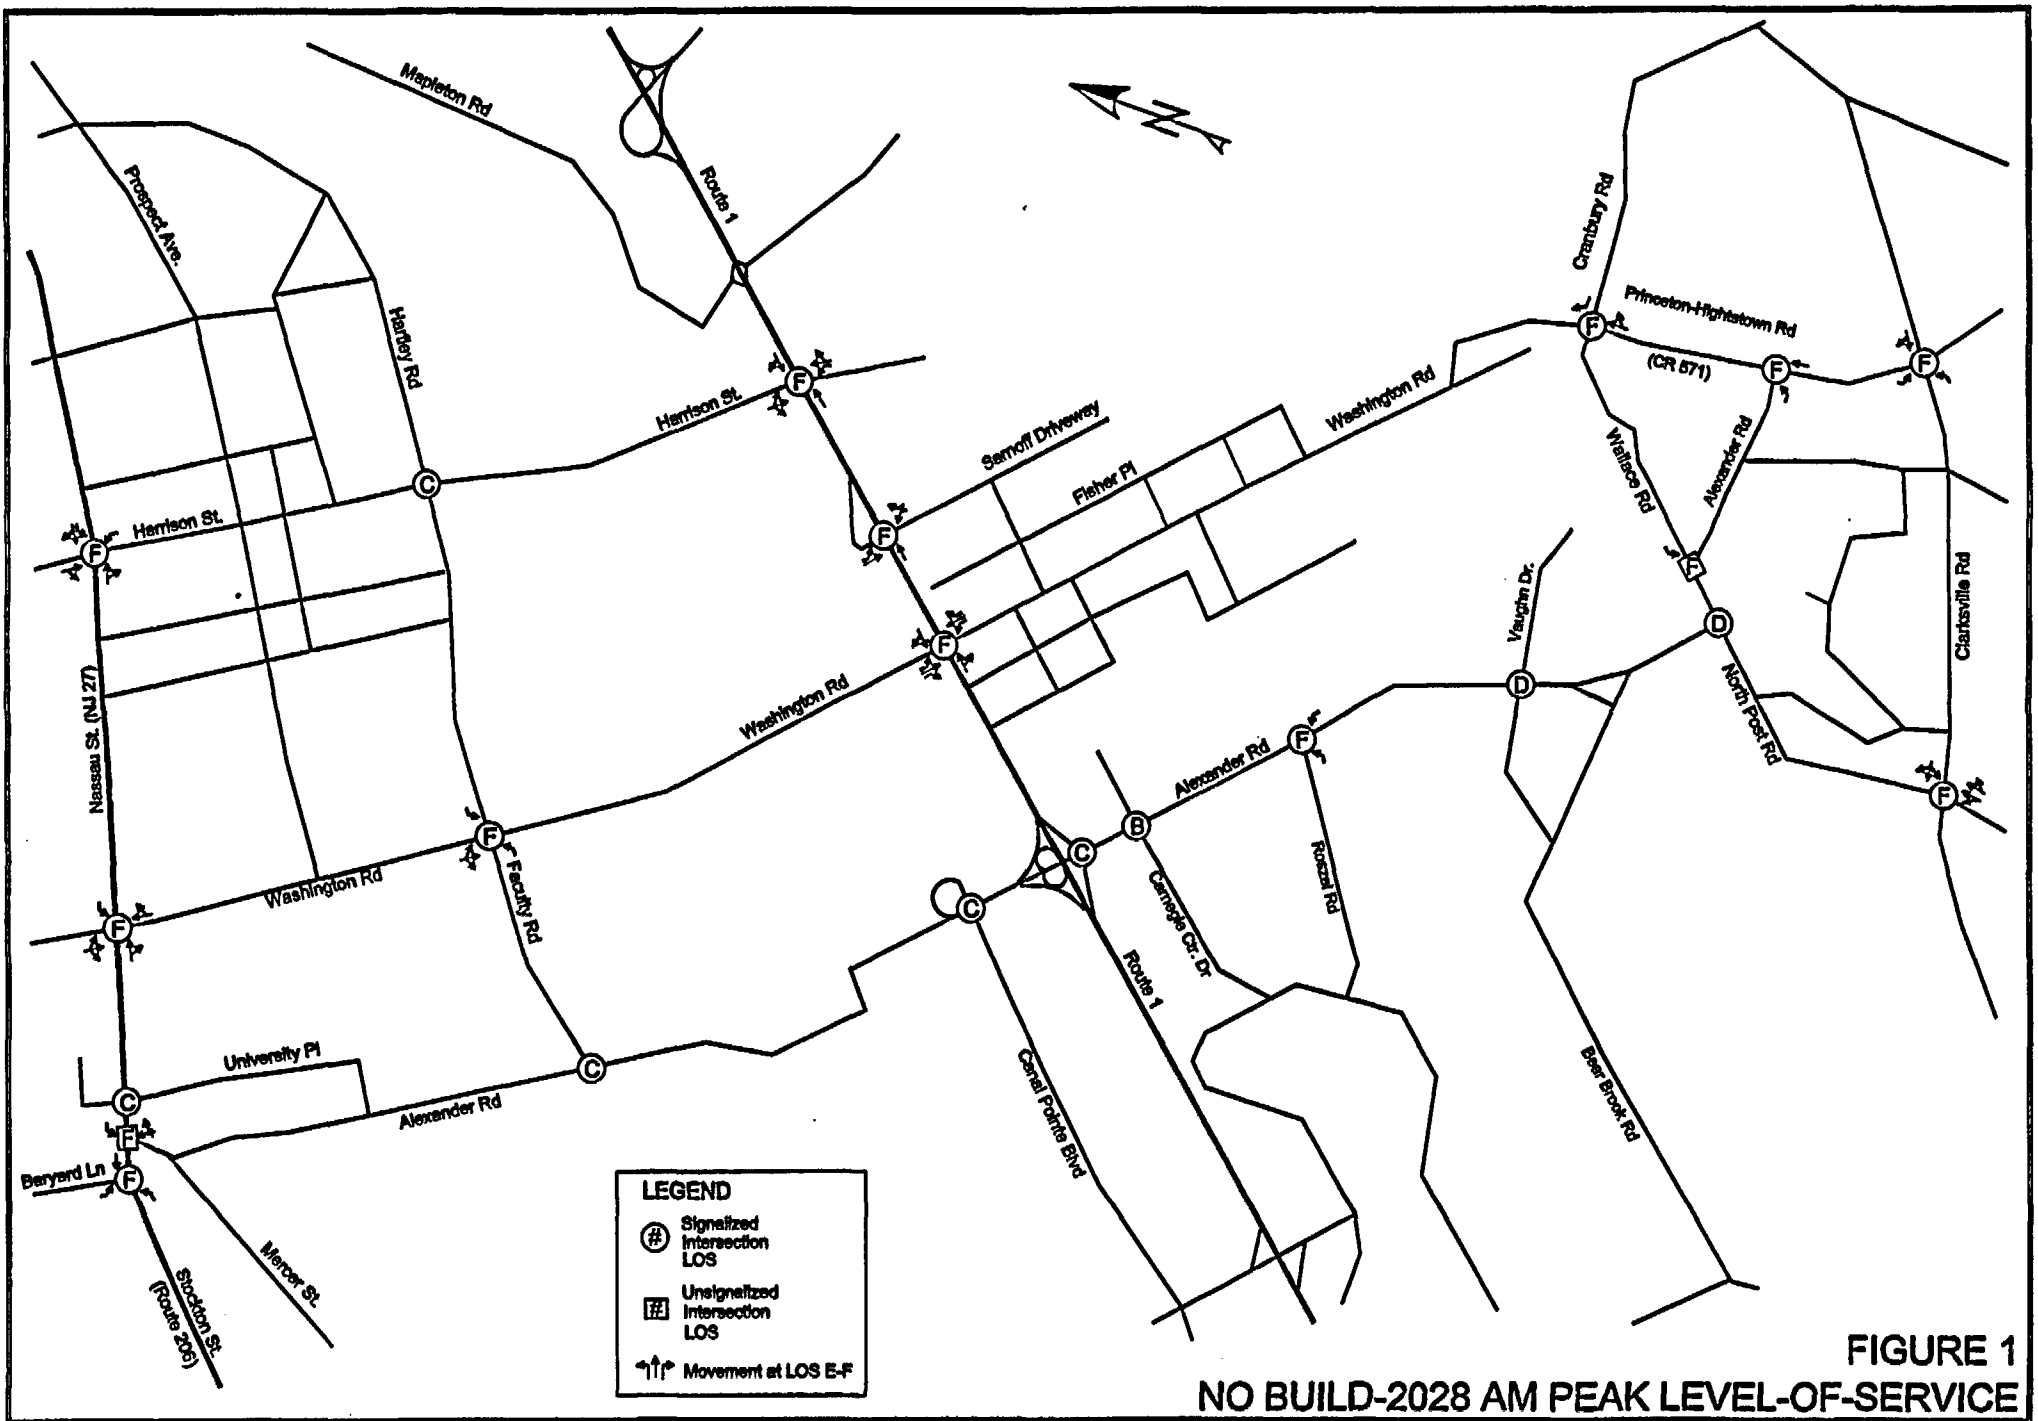 Mapleton Rd
Prospect Ave.
Route 1
N
Cranbury Rd
Princeton-Hightstown Rd
(CR 571)
Hartley Rd
Harrison St.
F
F
F
F
Washington Rd
Sarnoff Driveway
Fisher Pl
Wallace Rd
Alexander Rd
C
Harrison St.
F
F
Clarksville Rd
Vaughn Dr.
D
F
D
North Post Rd
Nassau St. (NJ 27)
Washington Rd
F
Alexander Rd
F
F
B
C
Washington Rd
Faculty Rd
F
C
Carnegie Ctr. Dr
Roszel Rd
Route 1
University Pl
C
C
Alexander Rd
Canal Pointe Blvd
Bear Brook Rd
F
Baryard Ln
F
Mercer St.
Stockton St.
(Route 206)
LEGEND
# Signalized
Intersection
LOS
# Unsignalized
Intersection
LOS
Movement at LOS E-F
FIGURE 1
NO BUILD-2028 AM PEAK LEVEL-OF-SERVICE